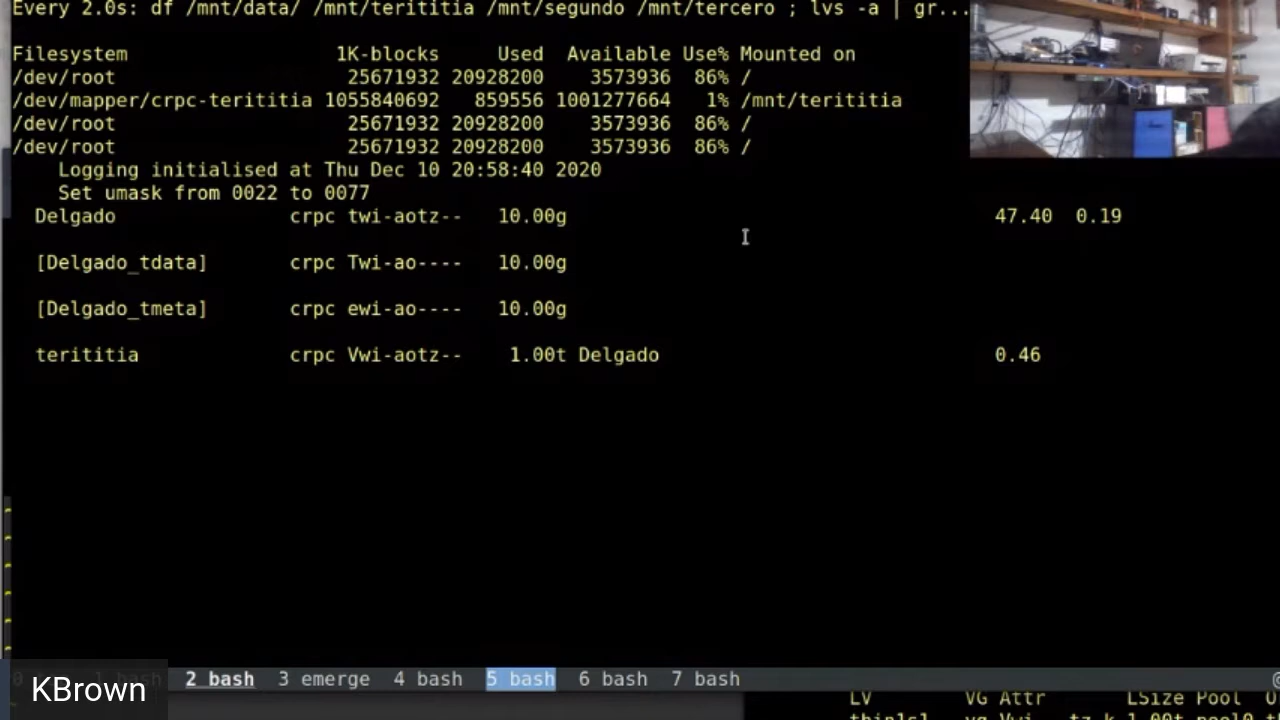 Every 2.0s: df /mnt/data/ /mnt/terititia /mnt/segundo /mnt/tercero ; lvs -a | gr...
Filesystem 1K-blocks Used Available Use% Mounted on
/dev/root 25671932 20928200 3573936 86% /
/dev/mapper/crpc-terititia 1055840692 859556 1001277664 1% /mnt/terititia
/dev/root 25671932 20928200 3573936 86% /
/dev/root 25671932 20928200 3573936 86% /
Logging initialised at Thu Dec 10 20:58:40 2020
Set umask from 0022 to 0077
Delgado crpc twi-aotz-- 10.00g 47.40 0.19
[Delgado_tdata] crpc Twi-ao---- 10.00g
[Delgado_tmeta] crpc ewi-ao---- 10.00g
terititia crpc Vwi-aotz-- 1.00t Delgado 0.46
bash 2 bash 3 emerge 4 bash 5 bash 6 bash 7 bash
KBrown
LV VG Attr LSize Pool